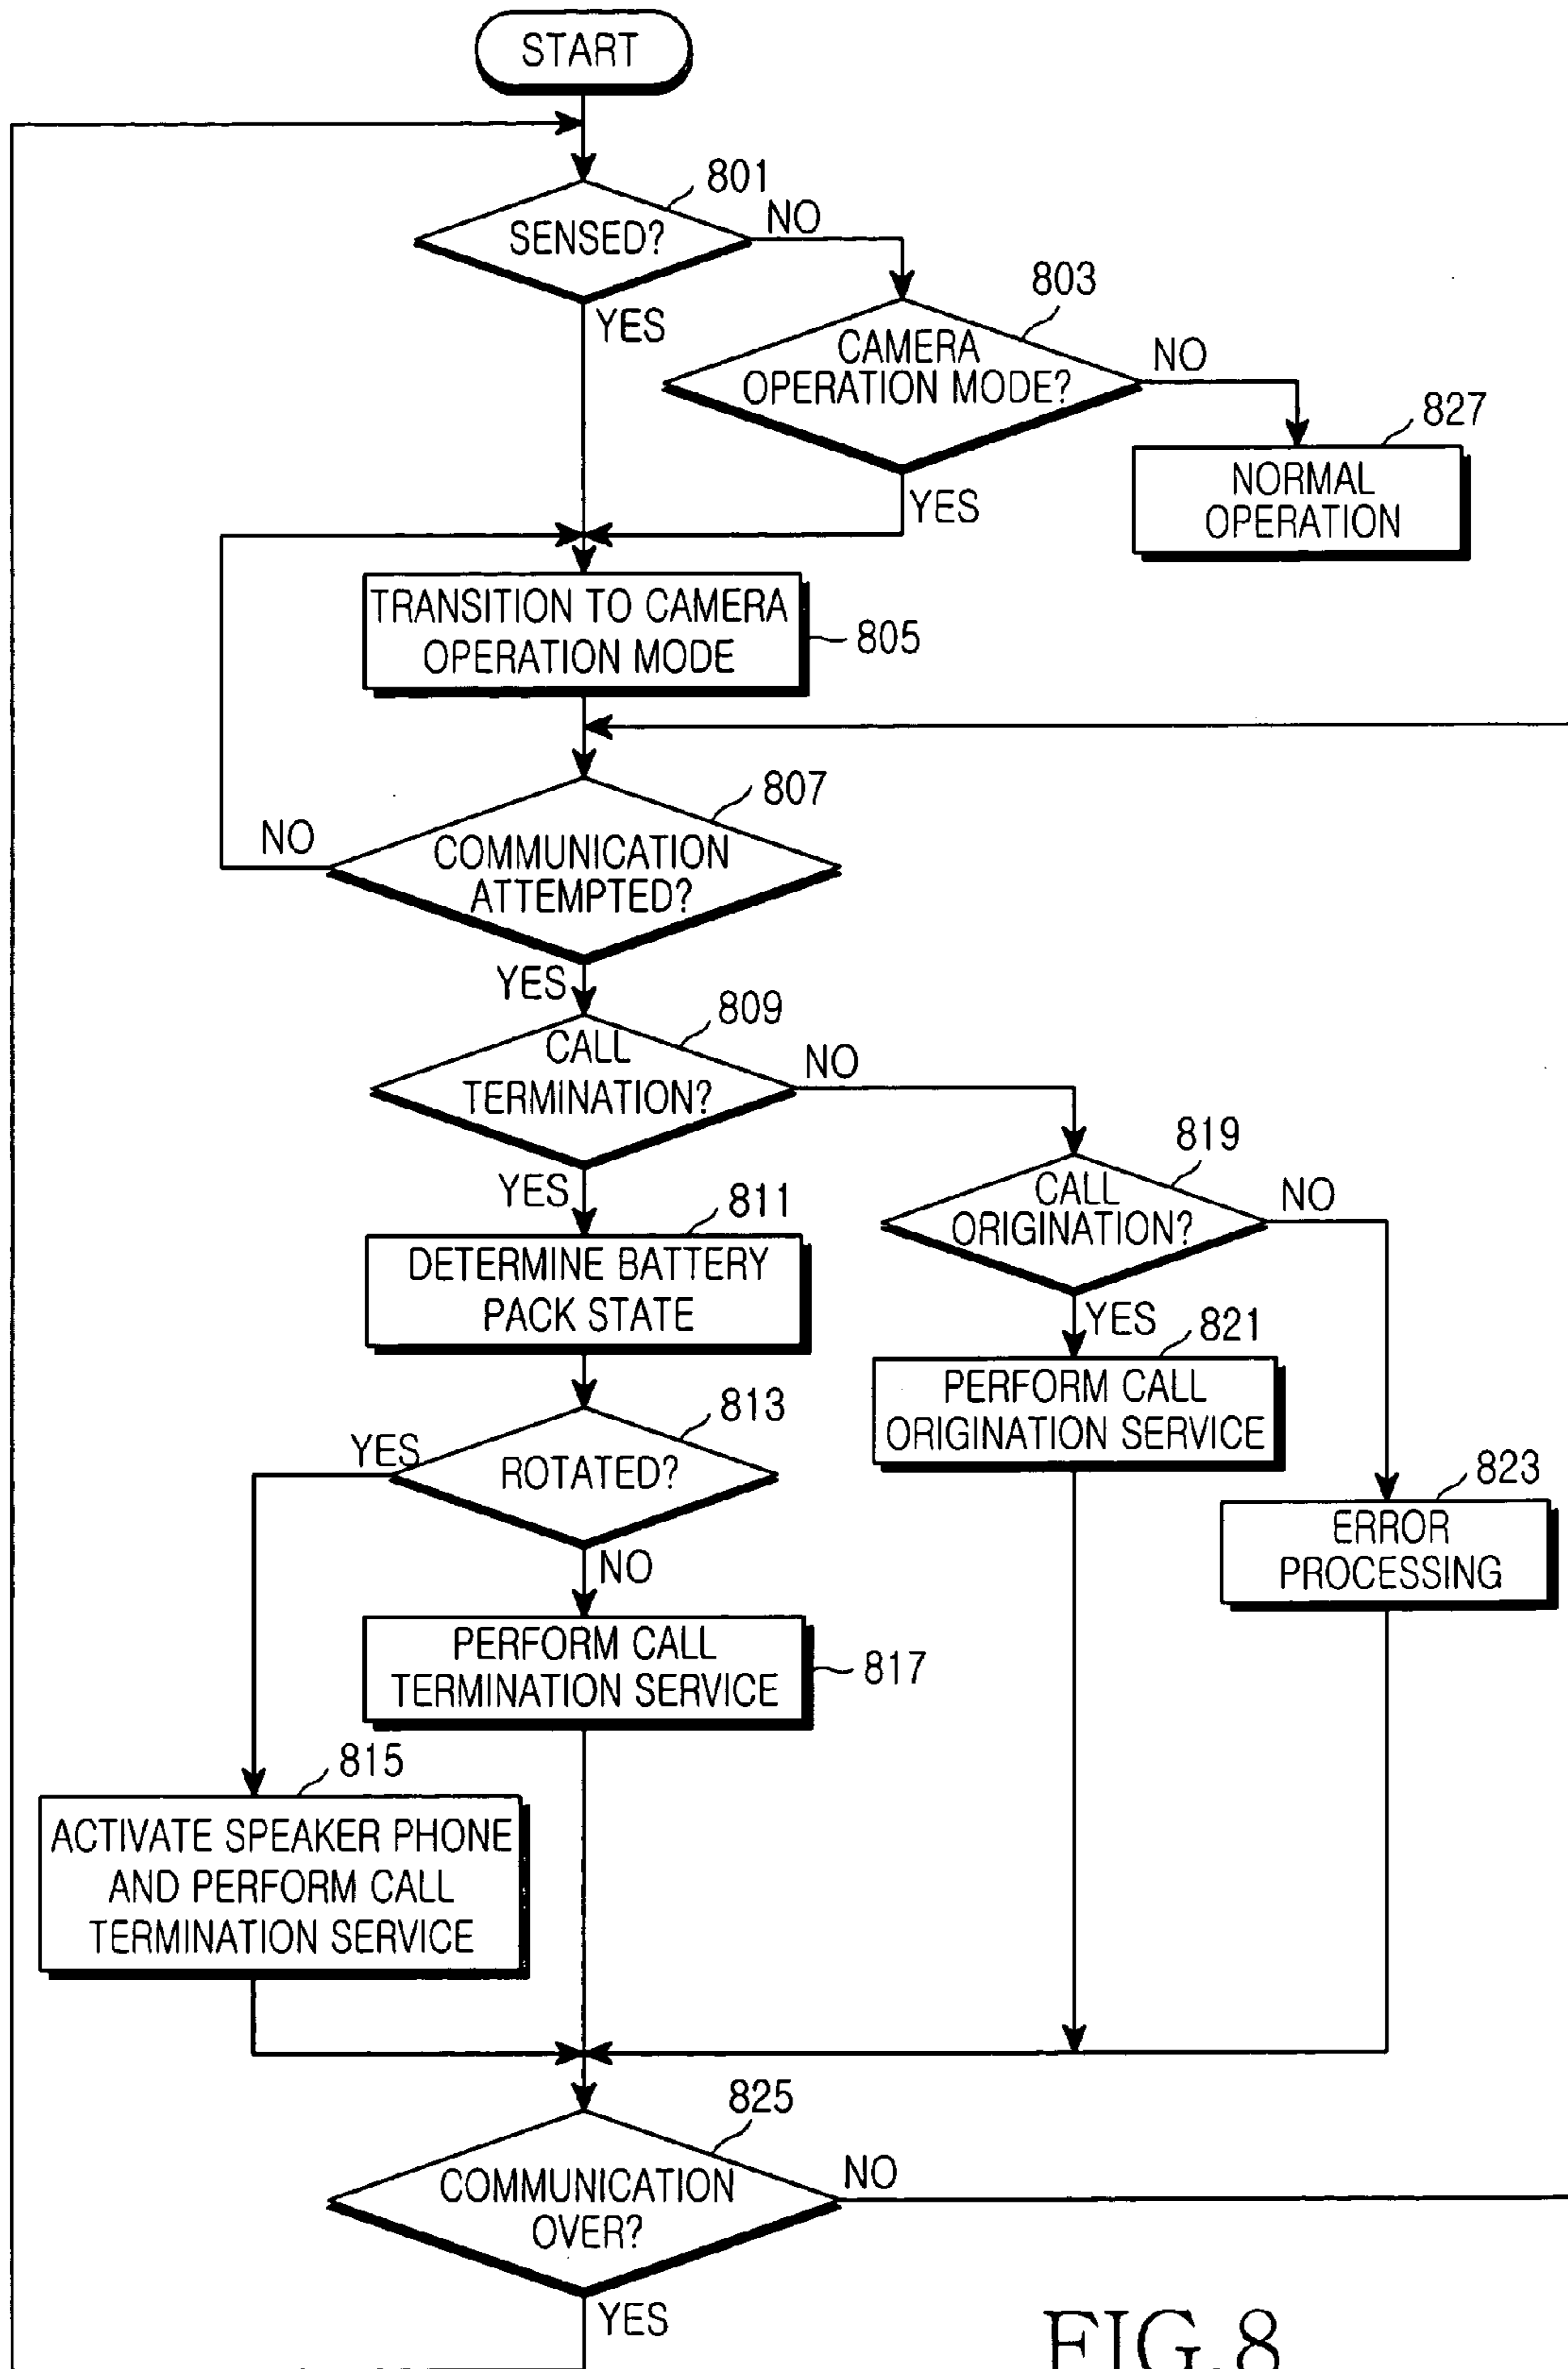 START
801
SENSED?
NO
YES
803
CAMERA
OPERATION MODE?
NO
YES
827
NORMAL
OPERATION
TRANSITION TO CAMERA
OPERATION MODE
805
807
COMMUNICATION
ATTEMPTED?
NO
YES
809
CALL
TERMINATION?
NO
YES
811
DETERMINE BATTERY
PACK STATE
819
CALL
ORIGINATION?
NO
YES
821
PERFORM CALL
ORIGINATION SERVICE
813
ROTATED?
YES
NO
823
ERROR
PROCESSING
PERFORM CALL
TERMINATION SERVICE
817
815
ACTIVATE SPEAKER PHONE
AND PERFORM CALL
TERMINATION SERVICE
825
COMMUNICATION
OVER?
NO
YES
FIG.8